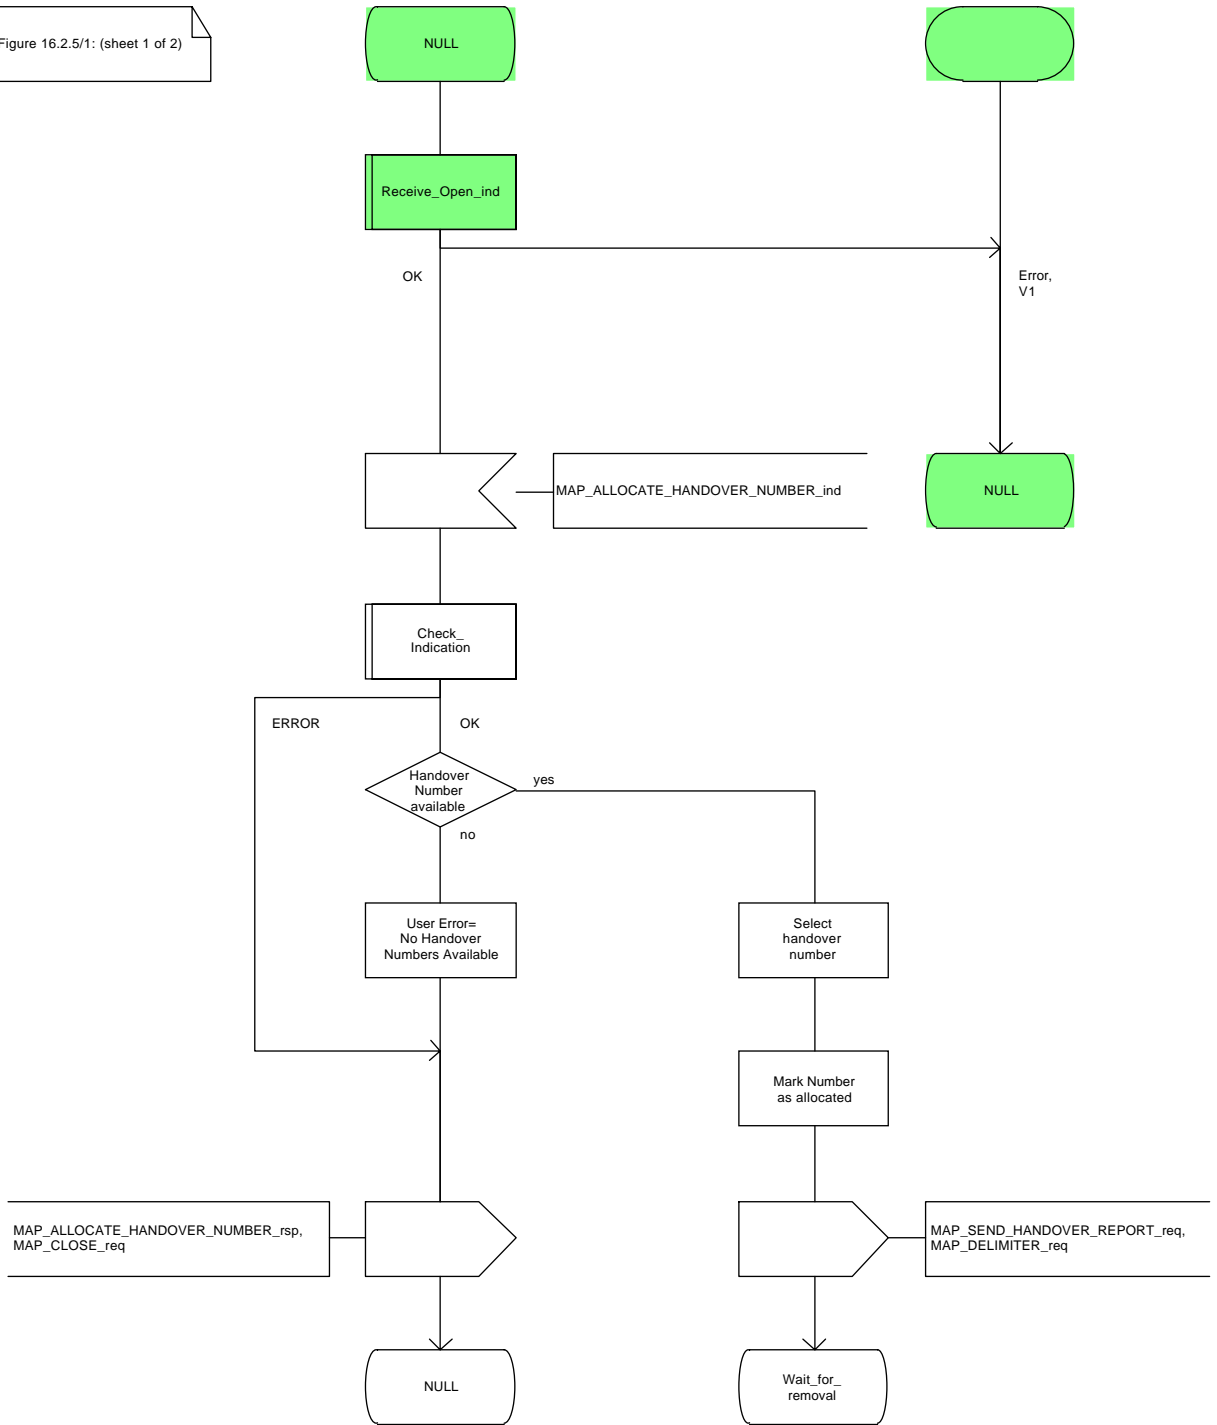 Figure 16.2.5/1: (sheet 1 of 2)
NULL
Receive_Open_ind
OK
Error,
V1
MAP_ALLOCATE_HANDOVER_NUMBER_ind
NULL
Check_
Indication
ERROR
OK
Handover
Number
available
yes
no
User Error=
No Handover
Numbers Available
Select
handover
number
Mark Number
as allocated
MAP_ALLOCATE_HANDOVER_NUMBER_rsp,
MAP_CLOSE_req
MAP_SEND_HANDOVER_REPORT_req,
MAP_DELIMITER_req
NULL
Wait_for_
removal